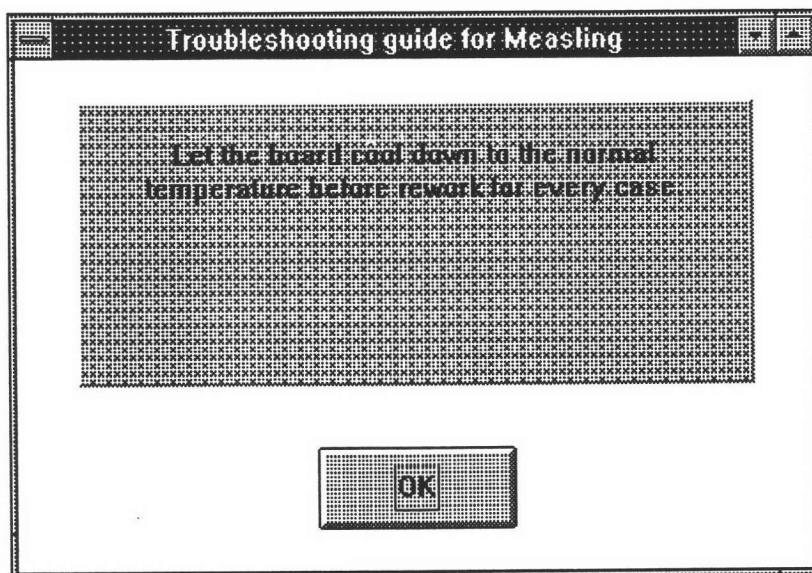 Troubleshooting guide for Measling
Let the board cool down to the normal
temperature before rework for every case.
OK